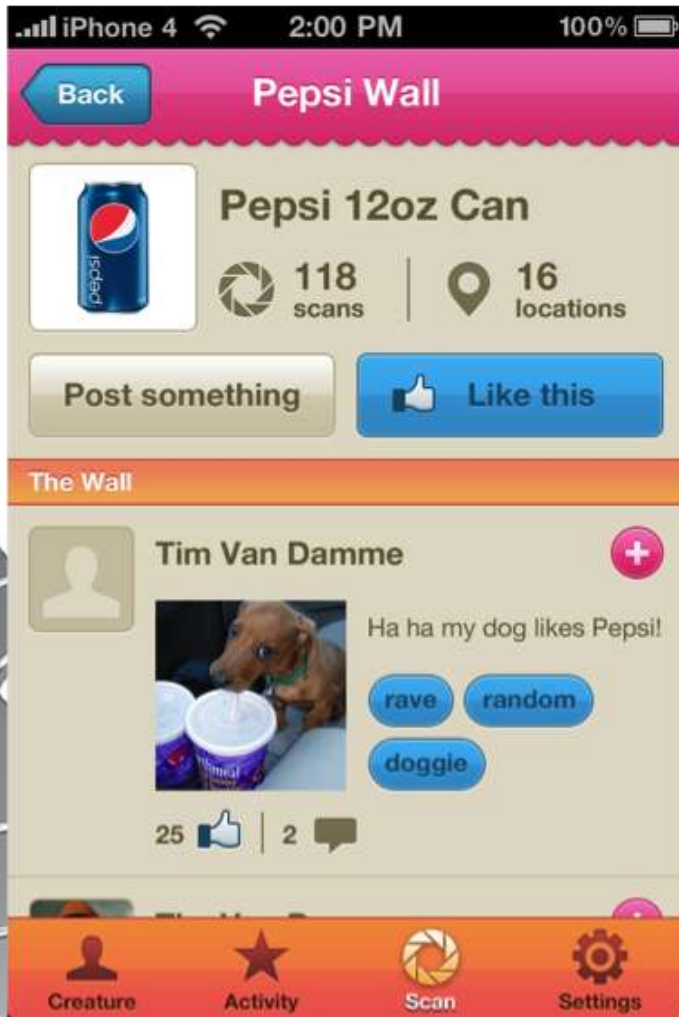 iPhone 4 2:00 PM 100%
Back Pepsi Wall
pepsi
Pepsi 12oz Can
118 scans
16 locations
Post something Like this
The Wall
Tim Van Damme
Ha ha my dog likes Pepsi!
rave random
doggie
25 2
Creature Activity Scan Settings